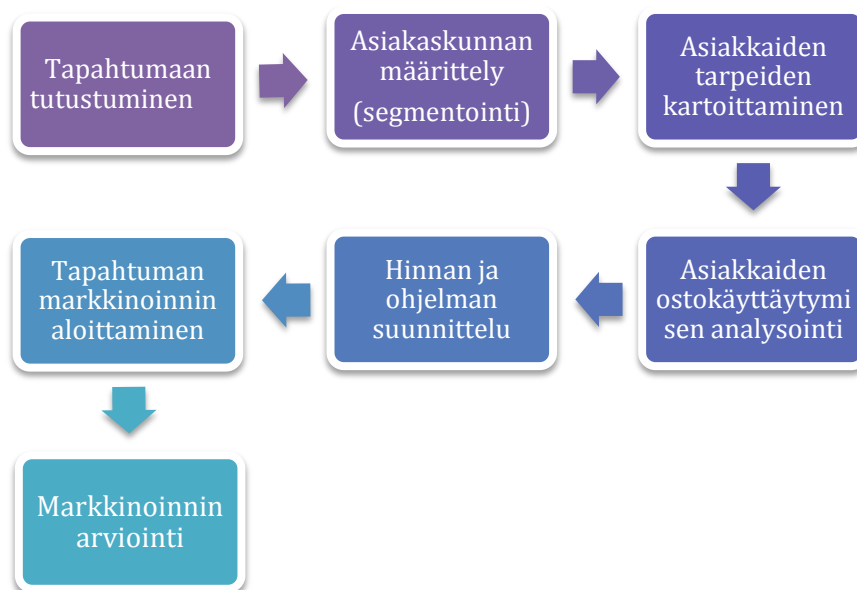 Tapahtumaan
tutustuminen
Asiakaskunnan
määrittely
(segmentointi)
Asiakkaiden
tarpeiden
kartoittaminen
Asiakkaiden
ostokäyttäytymi
sen analysointi
Hinnan ja
ohjelman
suunnittelu
Tapahtuman
markkinoinnin
aloittaminen
Markkinoinnin
arviointi